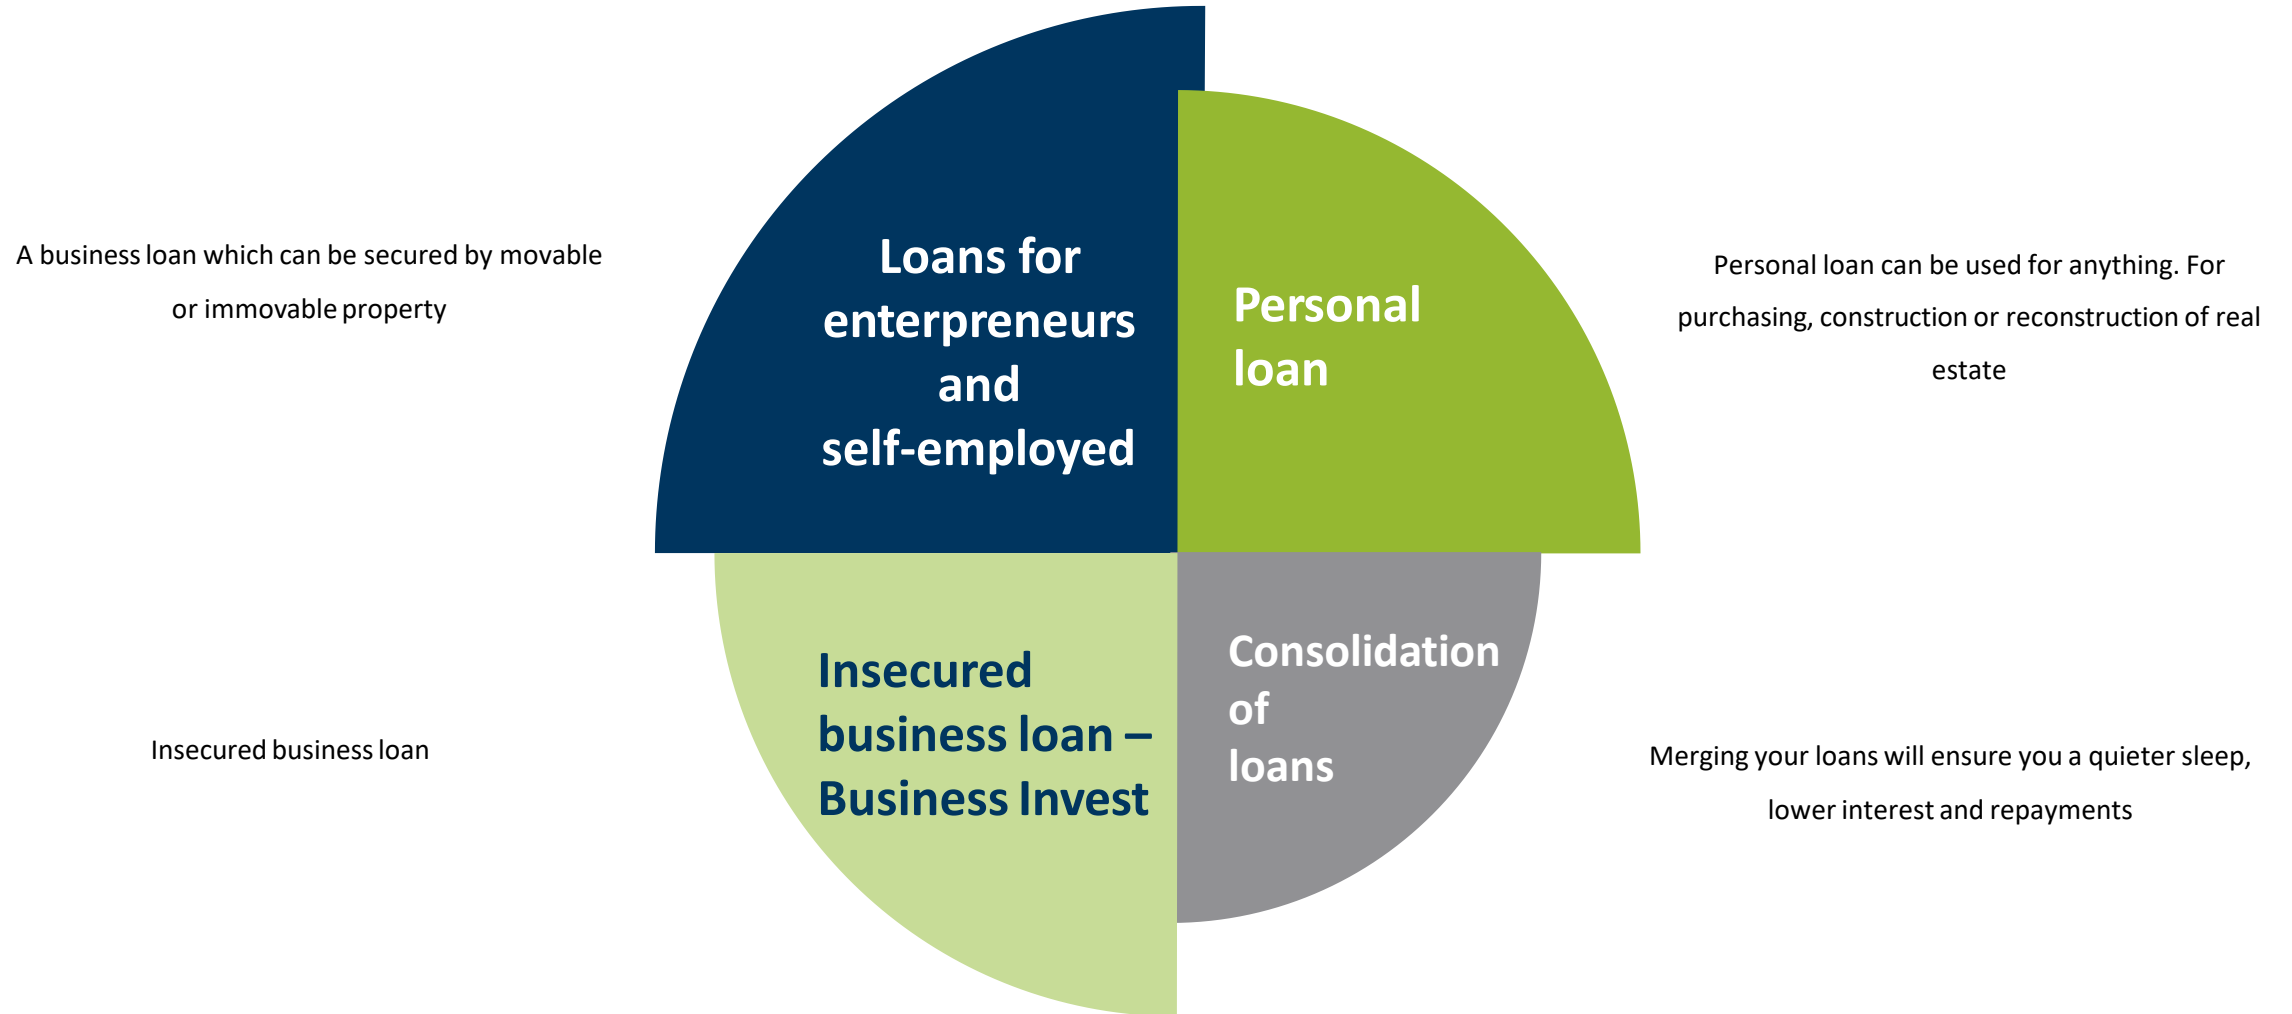 A business loan which can be secured by movable
or immovable property
Loans for
enterpreneurs
and
self-employed
Personal
loan
Personal loan can be used for anything. For
purchasing, construction or reconstruction of real
estate
Insecured business loan
Insecured
business loan –
Business Invest
Consolidation
of
loans
Merging your loans will ensure you a quieter sleep,
lower interest and repayments